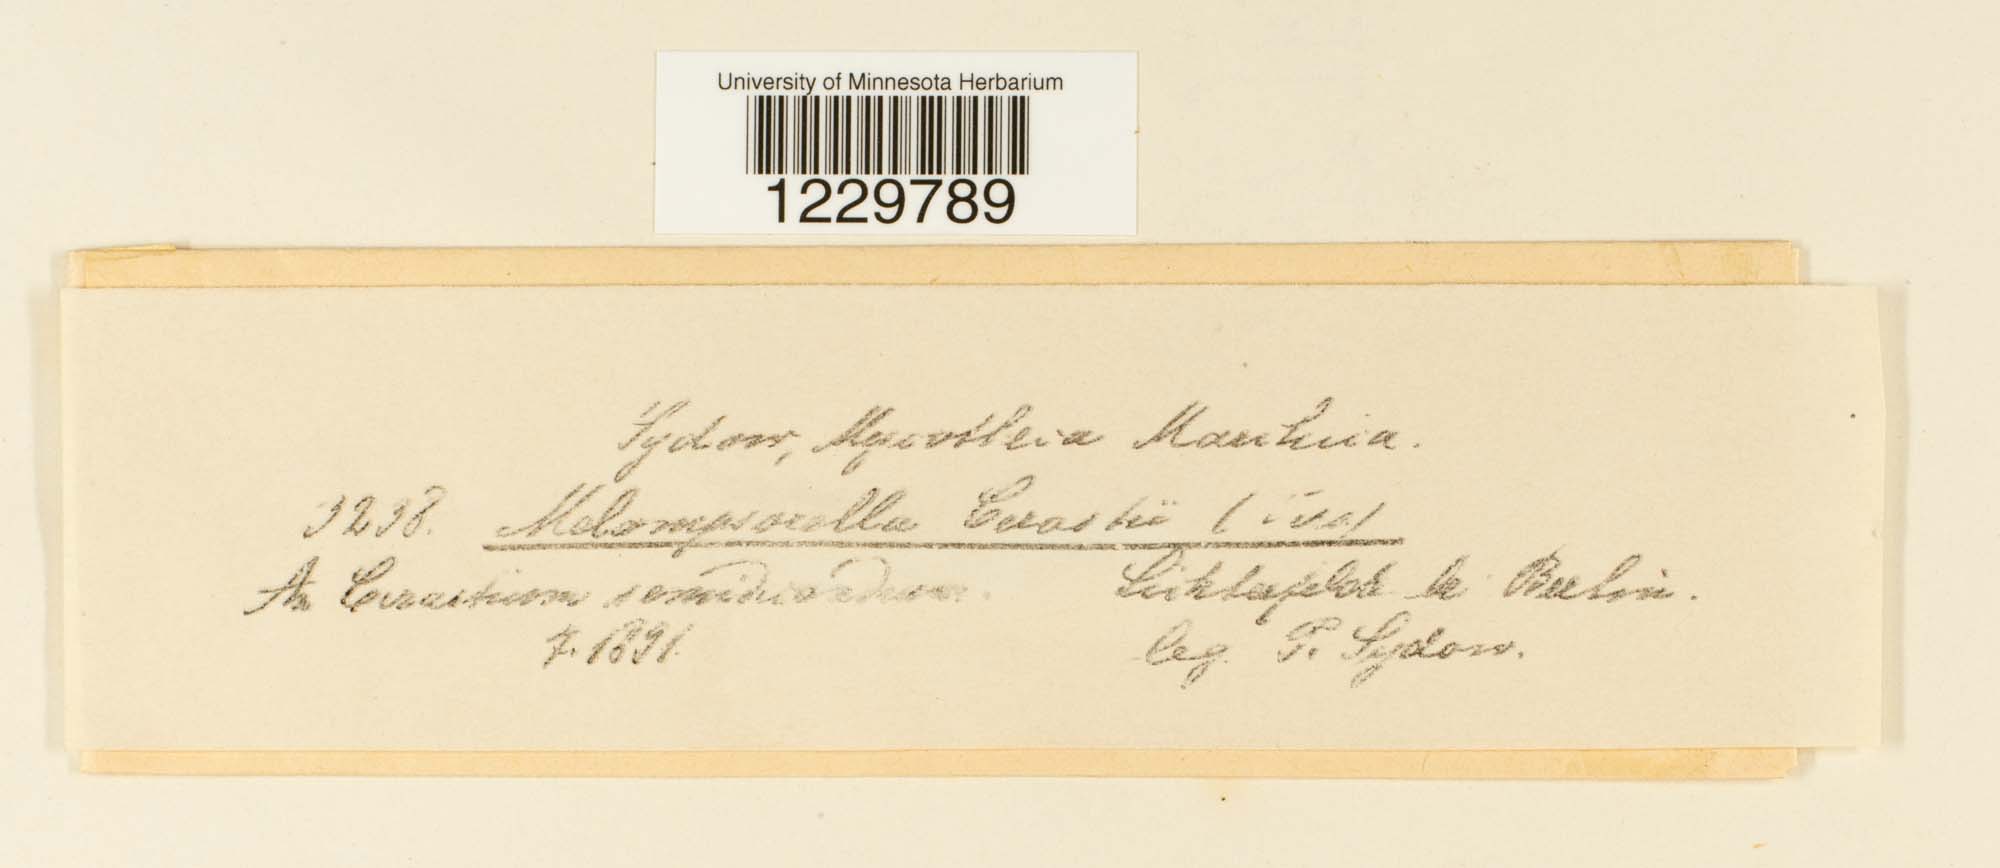 University of Minnesota Herbarium
1229789
Sydow, Mycotheca Marchica.
3238. Melampsorella Cerastii
An Cerastium semidecandrum.
Lichterfelde b. Berlin.
7. 1891.
leg. P. Sydow.